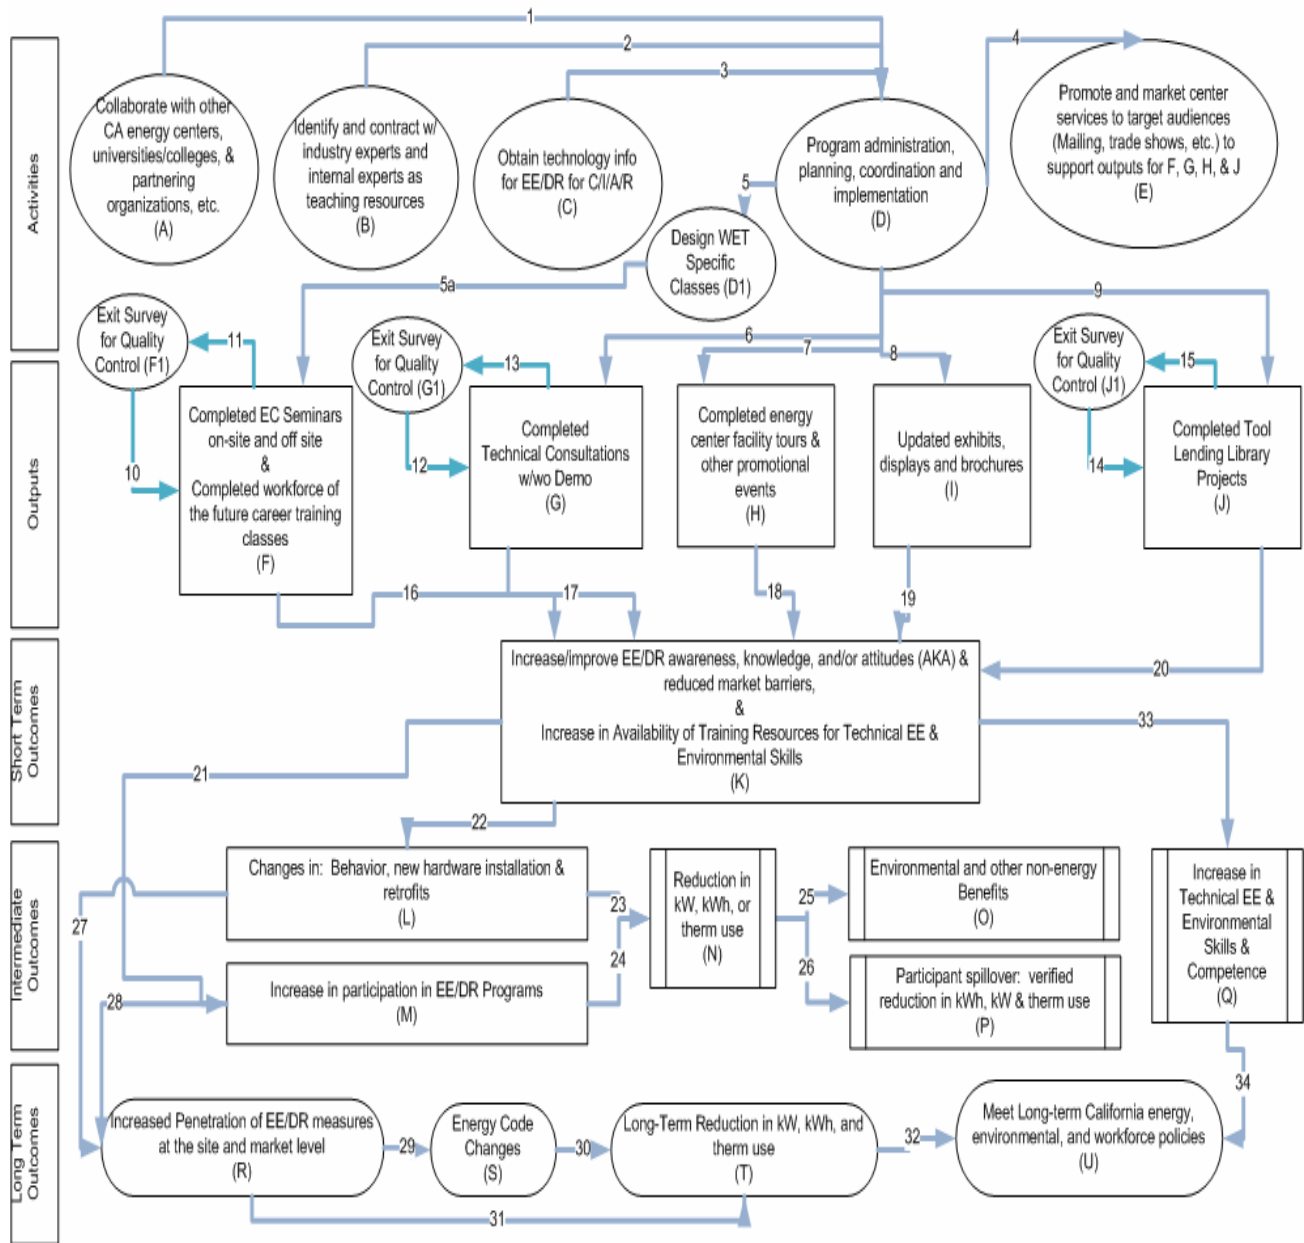 1
2
3
4
Activities
Collaborate with other
CA energy centers,
universities/colleges, &
partnering
organizations, etc.
(A)
Identify and contract w/
industry experts and
internal experts as
teaching resources
(B)
Obtain technology info
for EE/DR for C/I/A/R
(C)
Program administration,
planning, coordination and
implementation
(D)
Promote and market center
services to target audiences
(Mailing, trade shows, etc.) to
support outputs for F, G, H, & J
(E)
5
Design WET
Specific
Classes (D1)
5a
9
6
7
8
Exit Survey
for Quality
Control (F1)
11
10
Exit Survey
for Quality
Control (G1)
13
12
Exit Survey
for Quality
Control (J1)
15
14
Outputs
Completed EC Seminars
on-site and off site
&
Completed workforce of
the future career training
classes
(F)
Completed
Technical Consultations
w/wo Demo
(G)
Completed energy
center facility tours &
other promotional
events
(H)
Updated exhibits,
displays and brochures
(I)
Completed Tool
Lending Library
Projects
(J)
16
17
18
19
20
Short Term
Outcomes
Increase/improve EE/DR awareness, knowledge, and/or attitudes (AKA) &
reduced market barriers,
&
Increase in Availability of Training Resources for Technical EE &
Environmental Skills
(K)
21
22
33
Intermediate
Outcomes
Changes in: Behavior, new hardware installation &
retrofits
(L)
Increase in participation in EE/DR Programs
(M)
23
24
Reduction in
kW, kWh, or
therm use
(N)
25
26
Environmental and other non-energy
Benefits
(O)
Participant spillover: verified
reduction in kWh, kW & therm use
(P)
Increase in
Technical EE &
Environmental
Skills &
Competence
(Q)
27
28
34
Long Term
Outcomes
Increased Penetration of EE/DR measures
at the site and market level
(R)
29
Energy Code
Changes
(S)
30
Long-Term Reduction in kW, kWh, and
therm use
(T)
32
Meet Long-term California energy,
environmental, and workforce policies
(U)
31